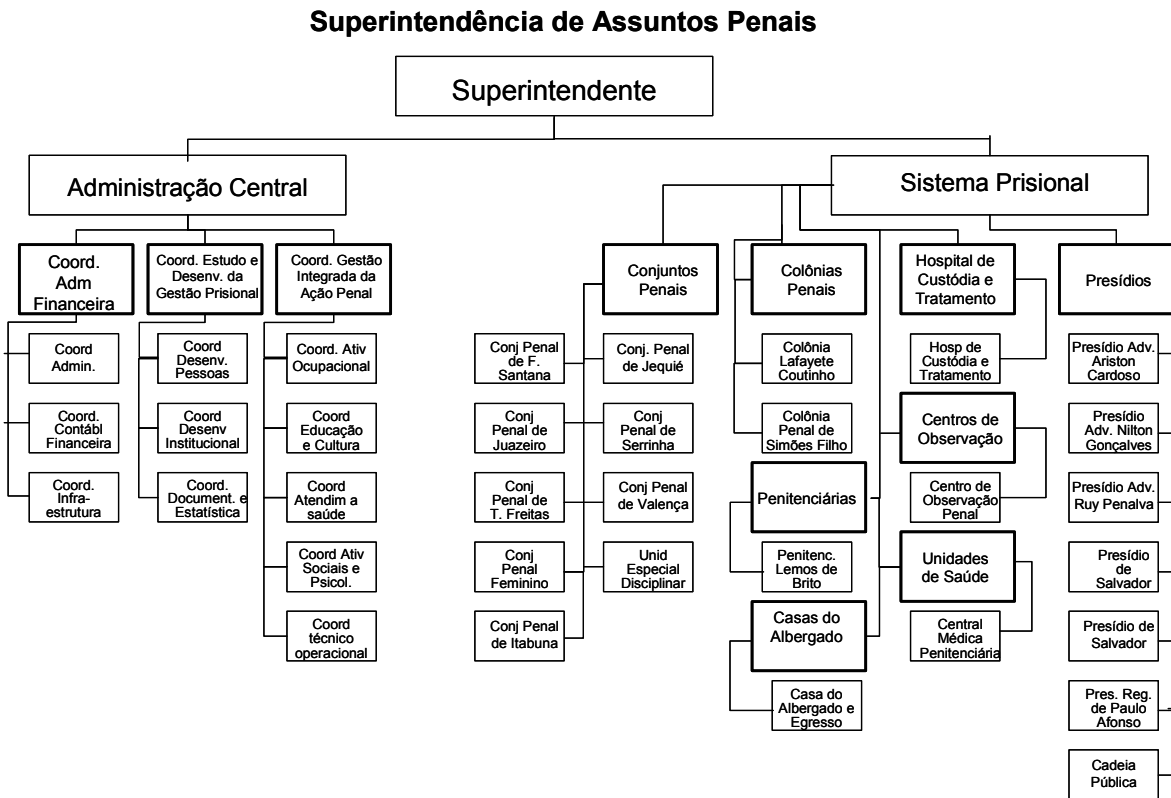 Superintendência de Assuntos Penais
Superintendente
Administração Central
Sistema Prisional
Coord.
Adm
Financeira
Coord. Estudo e
Desenv. da
Gestão Prisional
Coord. Gestão
Integrada da
Ação Penal
Conjuntos
Penais
Colônias
Penais
Hospital de
Custódia e
Tratamento
Presídios
Coord
Admin.
Coord
Desenv.
Pessoas
Coord. Ativ
Ocupacional
Conj Penal
de F.
Santana
Conj. Penal
de Jequié
Colônia
Lafayete
Coutinho
Hosp de
Custódia e
Tratamento
Presídio Adv.
Ariston
Cardoso
Coord.
Contábl
Financeira
Coord
Desenv
Institucional
Coord
Educação
e Cultura
Conj
Penal de
Juazeiro
Conj
Penal de
Serrinha
Colônia
Penal de
Simões Filho
Centros de
Observação
Presídio
Adv. Nilton
Gonçalves
Coord.
Infra-
estrutura
Coord.
Document. e
Estatística
Coord
Atendim a
saúde
Conj
Penal de
T. Freitas
Conj Penal
de Valença
Penitenciárias
Centro de
Observação
Penal
Presídio Adv.
Ruy Penalva
Coord Ativ
Sociais e
Psicol.
Conj
Penal
Feminino
Unid
Especial
Disciplinar
Penitenc.
Lemos de
Brito
Unidades
de Saúde
Presídio
de
Salvador
Coord
técnico
operacional
Conj Penal
de Itabuna
Casas do
Albergado
Central
Médica
Penitenciária
Presídio de
Salvador
Casa do
Albergado e
Egresso
Pres. Reg.
de Paulo
Afonso
Cadeia
Pública